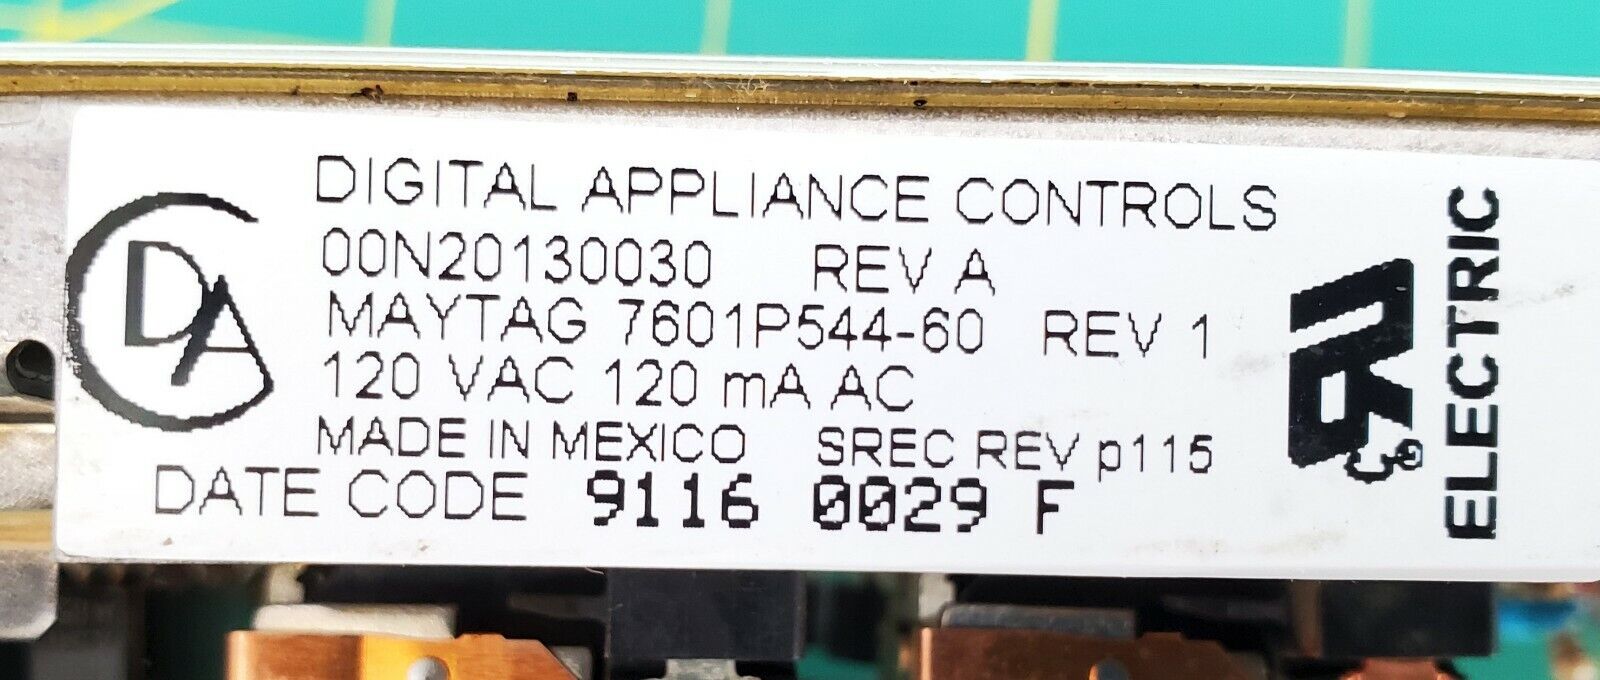 DIGITAL APPLIANCE CONTROLS
00N20130030 REV A
MAYTAG 7601P544-60 REV 1
120 VAC 120 mA AC
MADE IN MEXICO SREC REV p115
DATE CODE 9116 0029 F
DA
ELECTRIC